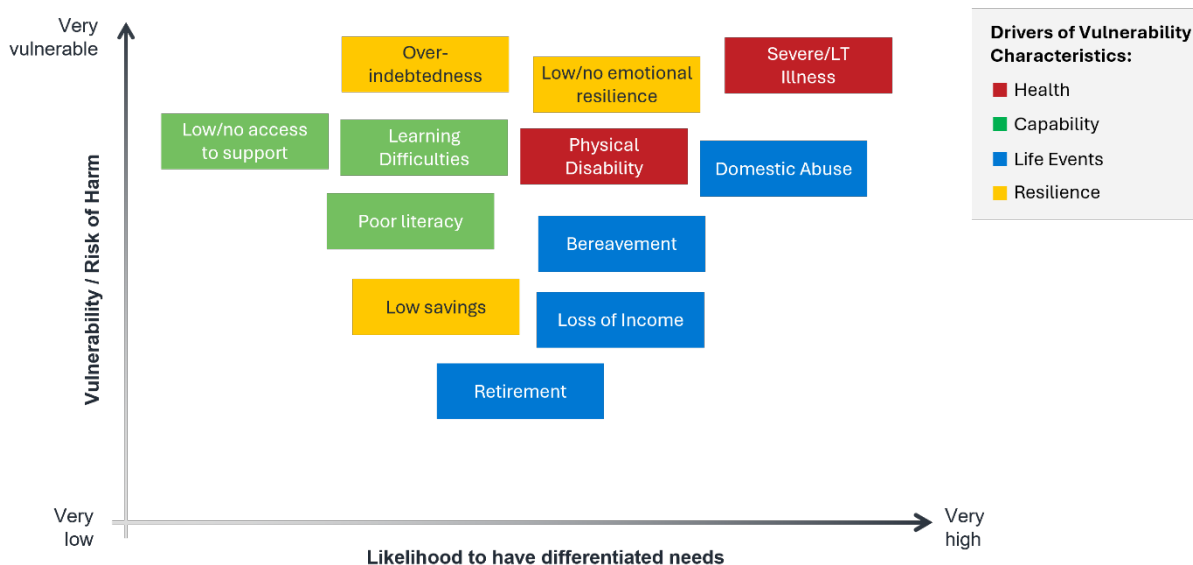 Very
vulnerable
Vulnerability / Risk of Harm
Over-
indebtedness
Low/no emotional
resilience
Severe/LT
Illness
Low/no access
to support
Learning
Difficulties
Physical
Disability
Domestic Abuse
Poor literacy
Bereavement
Low savings
Loss of Income
Retirement
Very
low
Likelihood to have differentiated needs
Very
high
Drivers of Vulnerability
Characteristics:
Health
Capability
Life Events
Resilience